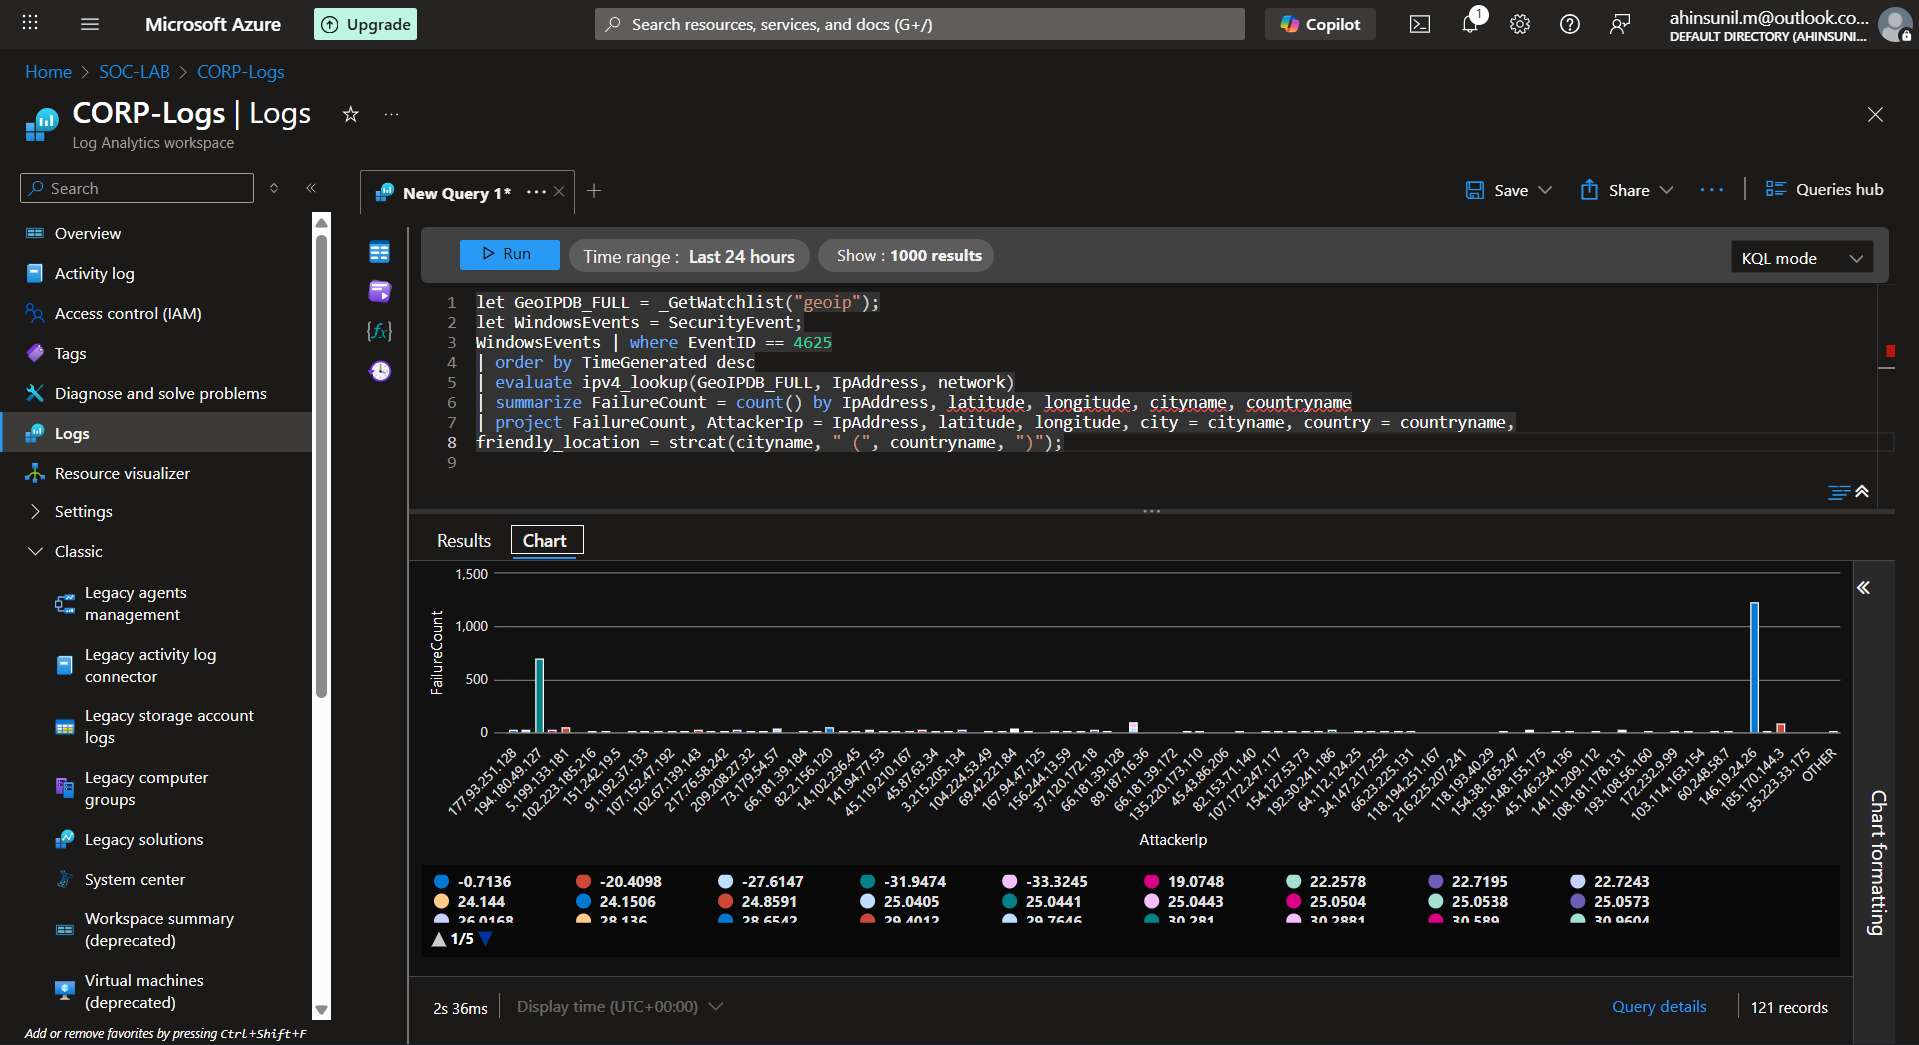 Microsoft Azure
Upgrade
Search resources, services, and docs (G+/)
Copilot
1
ahinsunil.m@outlook.co...
DEFAULT DIRECTORY (AHINSUNI...
Home > SOC-LAB > CORP-Logs
CORP-Logs | Logs
Log Analytics workspace
Search
Overview
Activity log
Access control (IAM)
Tags
Diagnose and solve problems
Logs
Resource visualizer
Settings
Classic
Legacy agents
management
Legacy activity log
connector
Legacy storage account
logs
Legacy computer
groups
Legacy solutions
System center
Workspace summary
(deprecated)
Virtual machines
(deprecated)
Add or remove favorites by pressing Ctrl+Shift+F
New Query 1*
Save
Share
Queries hub
Run
Time range : Last 24 hours
Show : 1000 results
KQL mode
1 let GeoIPDB_FULL = _GetWatchlist("geoip");
2 let WindowsEvents = SecurityEvent;
3 WindowsEvents | where EventID == 4625
4 | order by TimeGenerated desc
5 | evaluate ipv4_lookup(GeoIPDB_FULL, IpAddress, network)
6 | summarize FailureCount = count() by IpAddress, latitude, longitude, cityname, countryname
7 | project FailureCount, AttackerIp = IpAddress, latitude, longitude, city = cityname, country = countryname,
8 friendly_location = strcat(cityname, " (", countryname, ")");
9
Results
Chart
1,500
1,000
500
0
FailureCount
177.93.251.128
194.180.49.127
5.199.133.181
102.223.185.216
151.242.19.5
91.192.37.133
107.152.47.192
102.67.139.143
217.76.58.242
209.208.27.32
73.179.54.57
66.181.39.184
82.2.156.120
14.102.236.45
141.94.77.53
45.119.210.167
45.87.63.34
3.215.205.134
104.224.53.49
69.42.221.84
167.94.47.125
156.244.13.59
37.120.172.18
66.181.39.128
89.187.16.36
66.181.39.172
135.220.173.110
45.43.86.206
82.153.71.140
107.172.247.117
154.127.53.73
192.30.241.186
64.112.124.25
34.147.217.252
66.23.225.131
118.194.251.167
216.225.207.241
118.193.40.29
154.38.165.247
135.148.155.175
45.146.234.136
141.11.209.112
108.181.178.131
193.108.56.160
172.232.9.99
103.114.163.154
60.248.58.7
146.19.24.26
185.170.144.3
35.223.33.175
OTHER
AttackerIp
-0.7136 -20.4098 -27.6147 -31.9474 -33.3245 19.0748 22.2578 22.7195 22.7243
24.144 24.1506 24.8591 25.0405 25.0441 25.0443 25.0504 25.0538 25.0573
26.0168 28.136 28.6542 29.4012 29.7646 30.281 30.2881 30.589 30.9604
1/5
Chart formatting
2s 36ms
Display time (UTC+00:00)
Query details
121 records